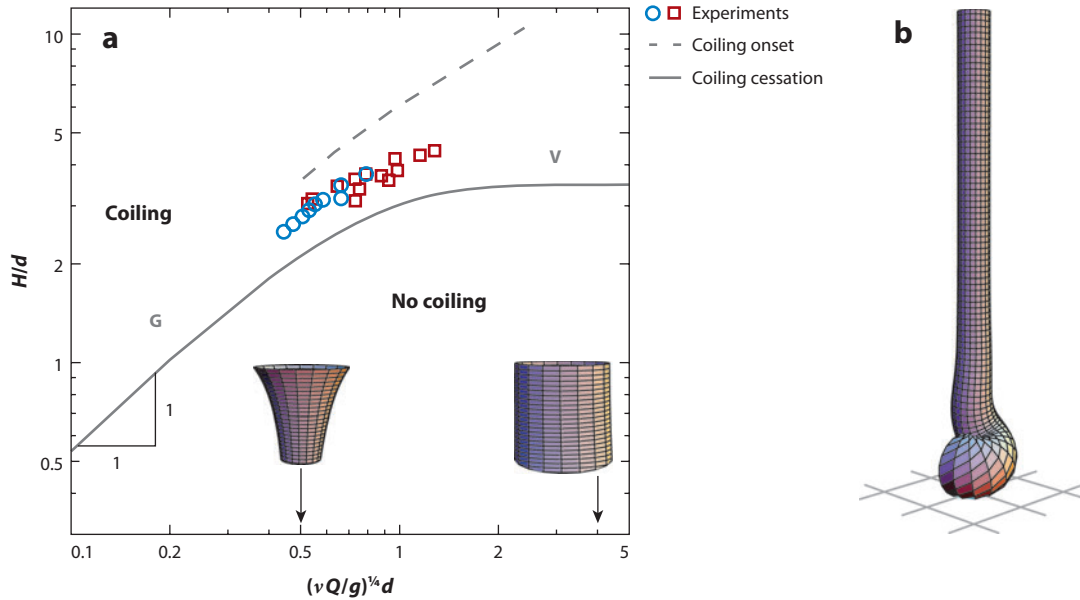 a
10
5
2
1
0.5
H/d
0.1
0.2
0.5
1
2
5
(νQ/g)¼d
Coiling
No coiling
G
V
1
1
Experiments
Coiling onset
Coiling cessation
b